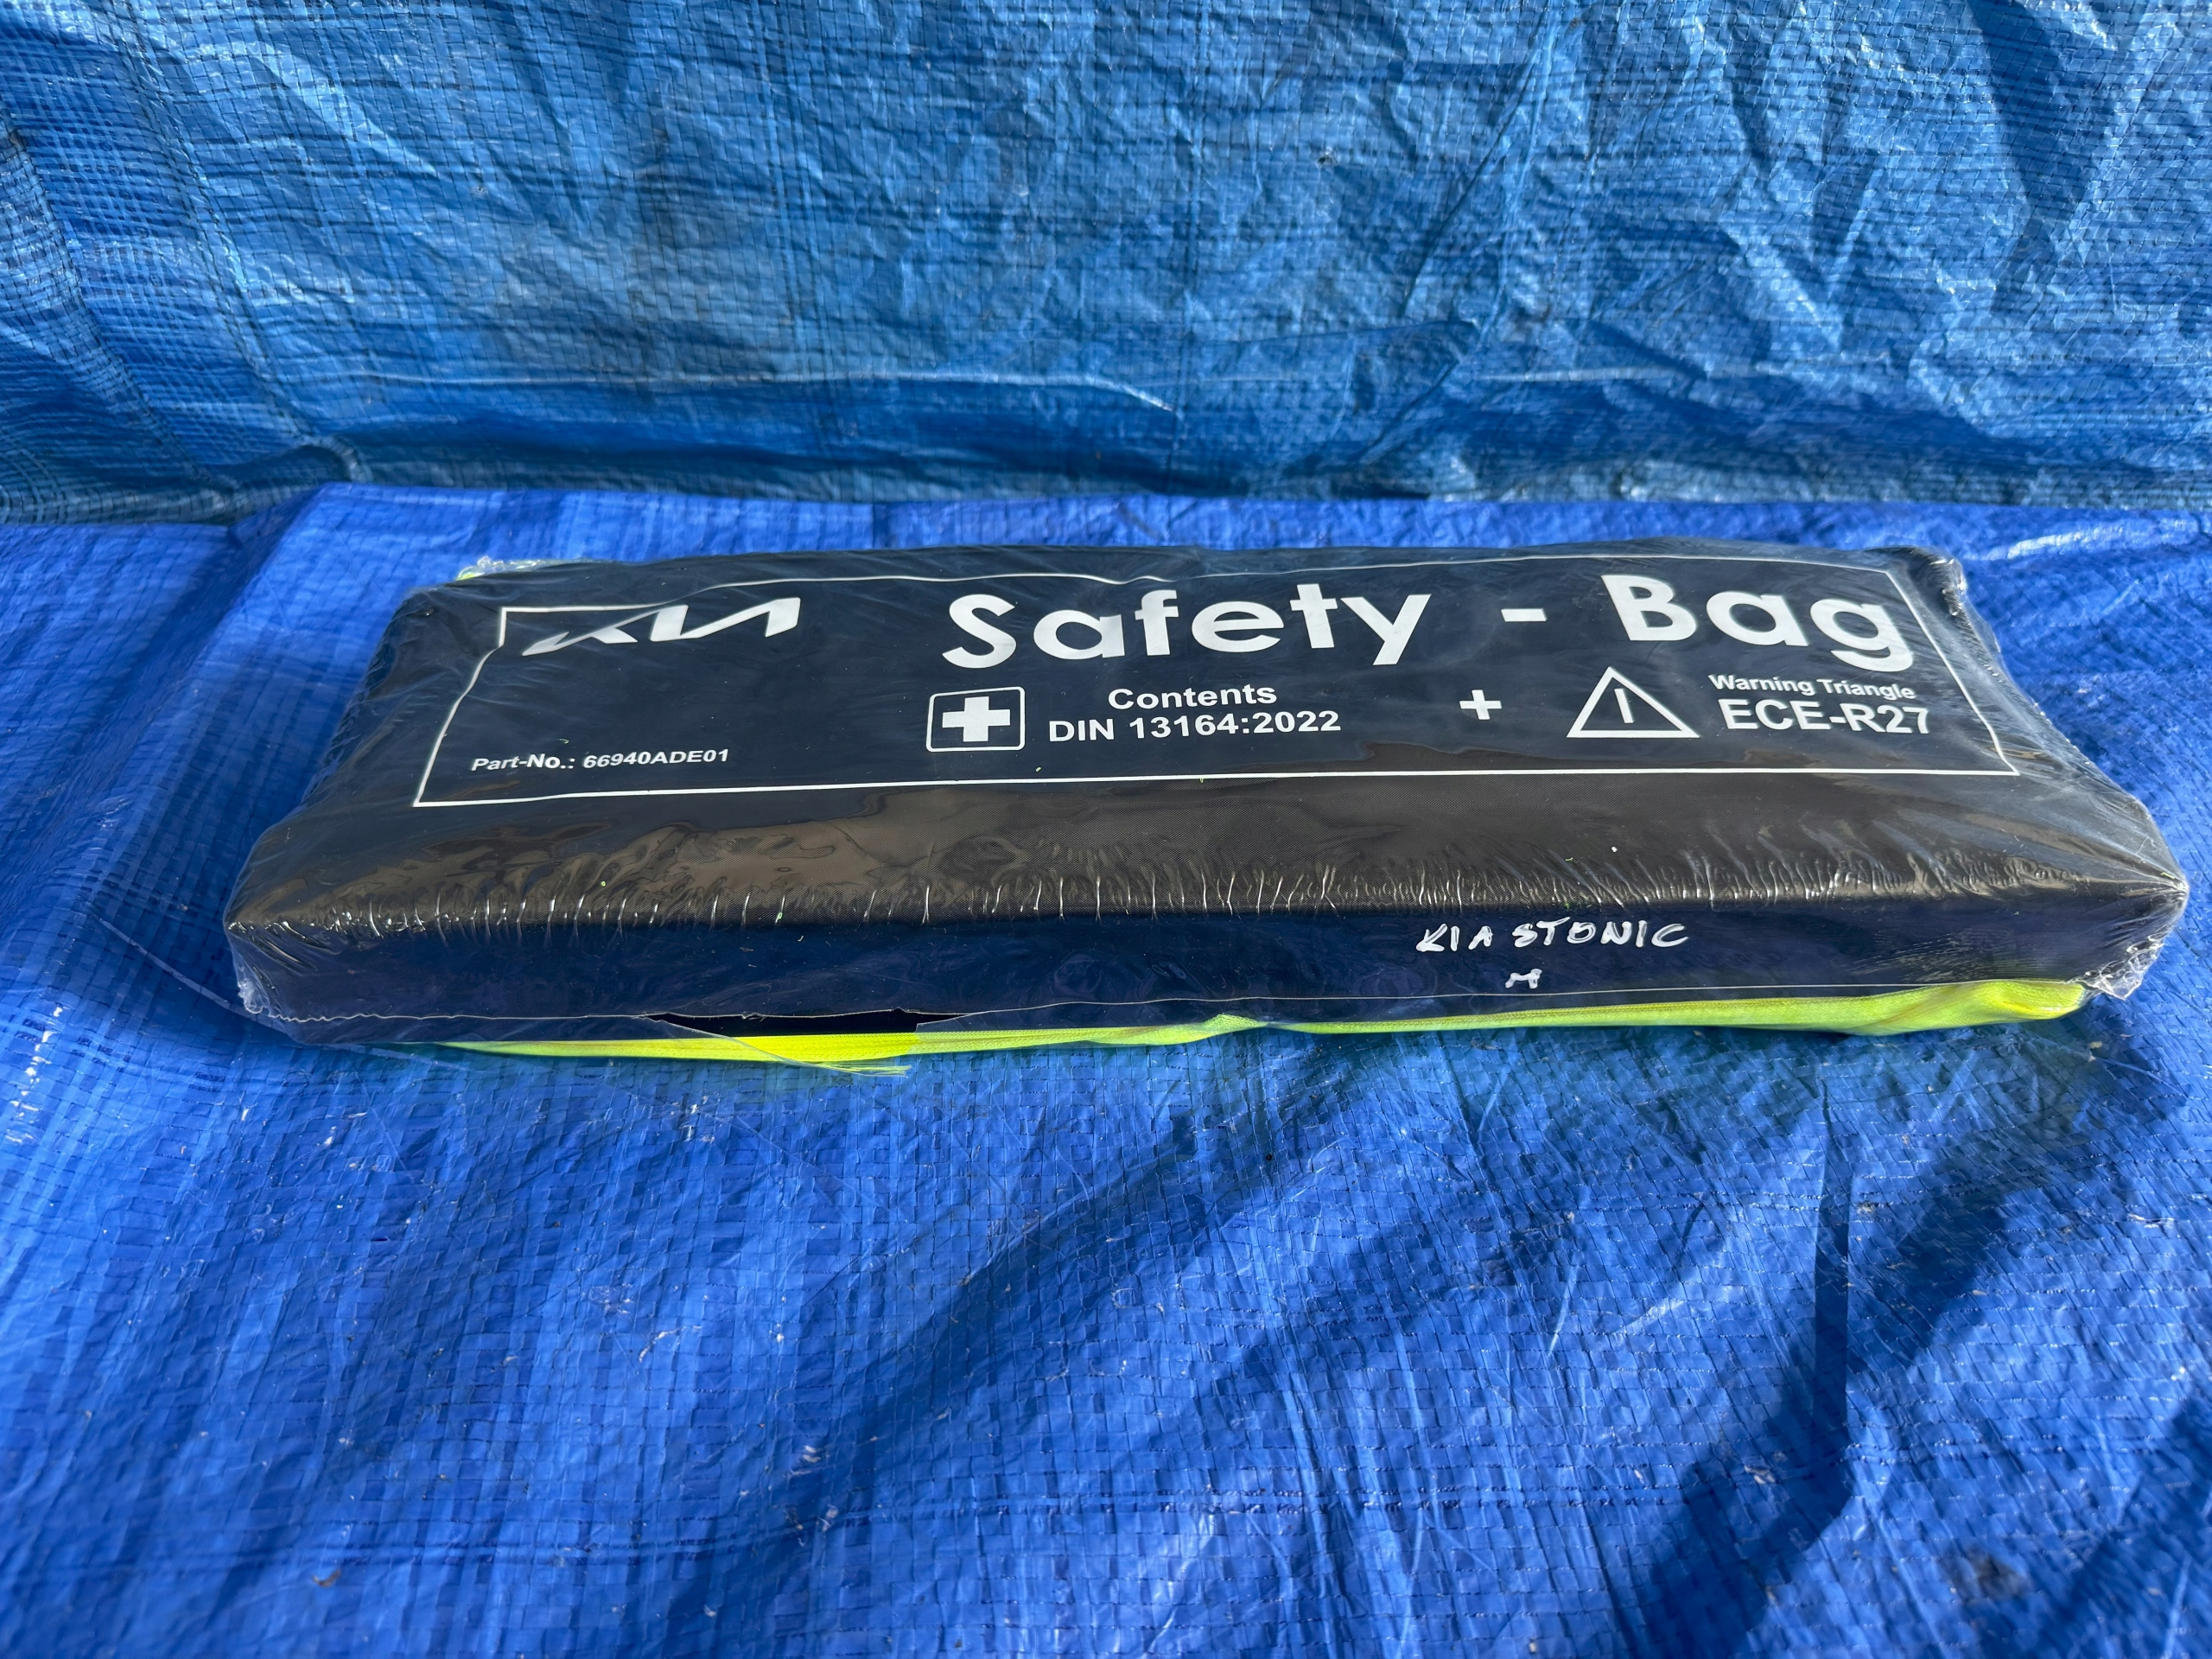 KIA
Safety - Bag
Contents
DIN 13164:2022
+
Warning Triangle
ECE-R27
Part-No.: 66940ADE01
KIA STONIC
M